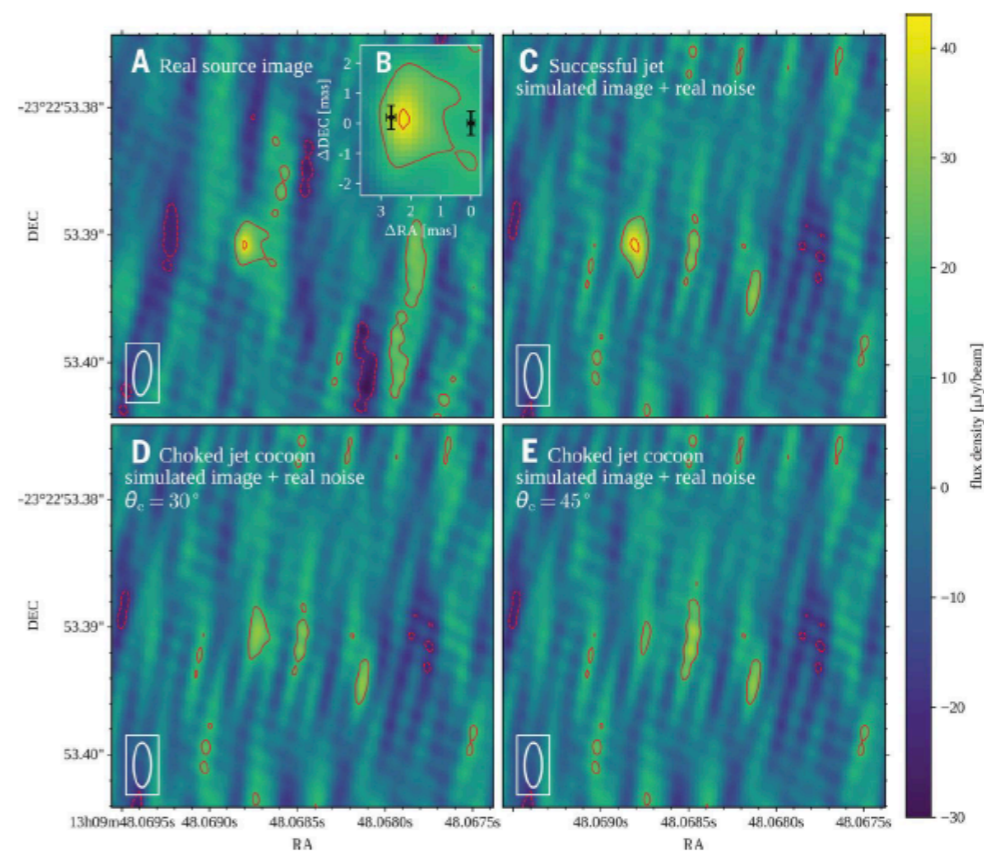 A Real source image
B
2
1
0
-1
-2
ΔDEC [mas]
3 2 1 0
ΔRA [mas]
C Successful jet
simulated image + real noise
−23°22'53.38"
53.39"
53.40"
DEC
D Choked jet cocoon
simulated image + real noise
θc = 30°
E Choked jet cocoon
simulated image + real noise
θc = 45°
−23°22'53.38"
53.39"
53.40"
DEC
13h09m48.0695s 48.0690s 48.0685s 48.0680s 48.0675s
RA
48.0690s 48.0685s 48.0680s 48.0675s
RA
40
30
20
10
0
−10
−20
−30
flux density [μJy/beam]